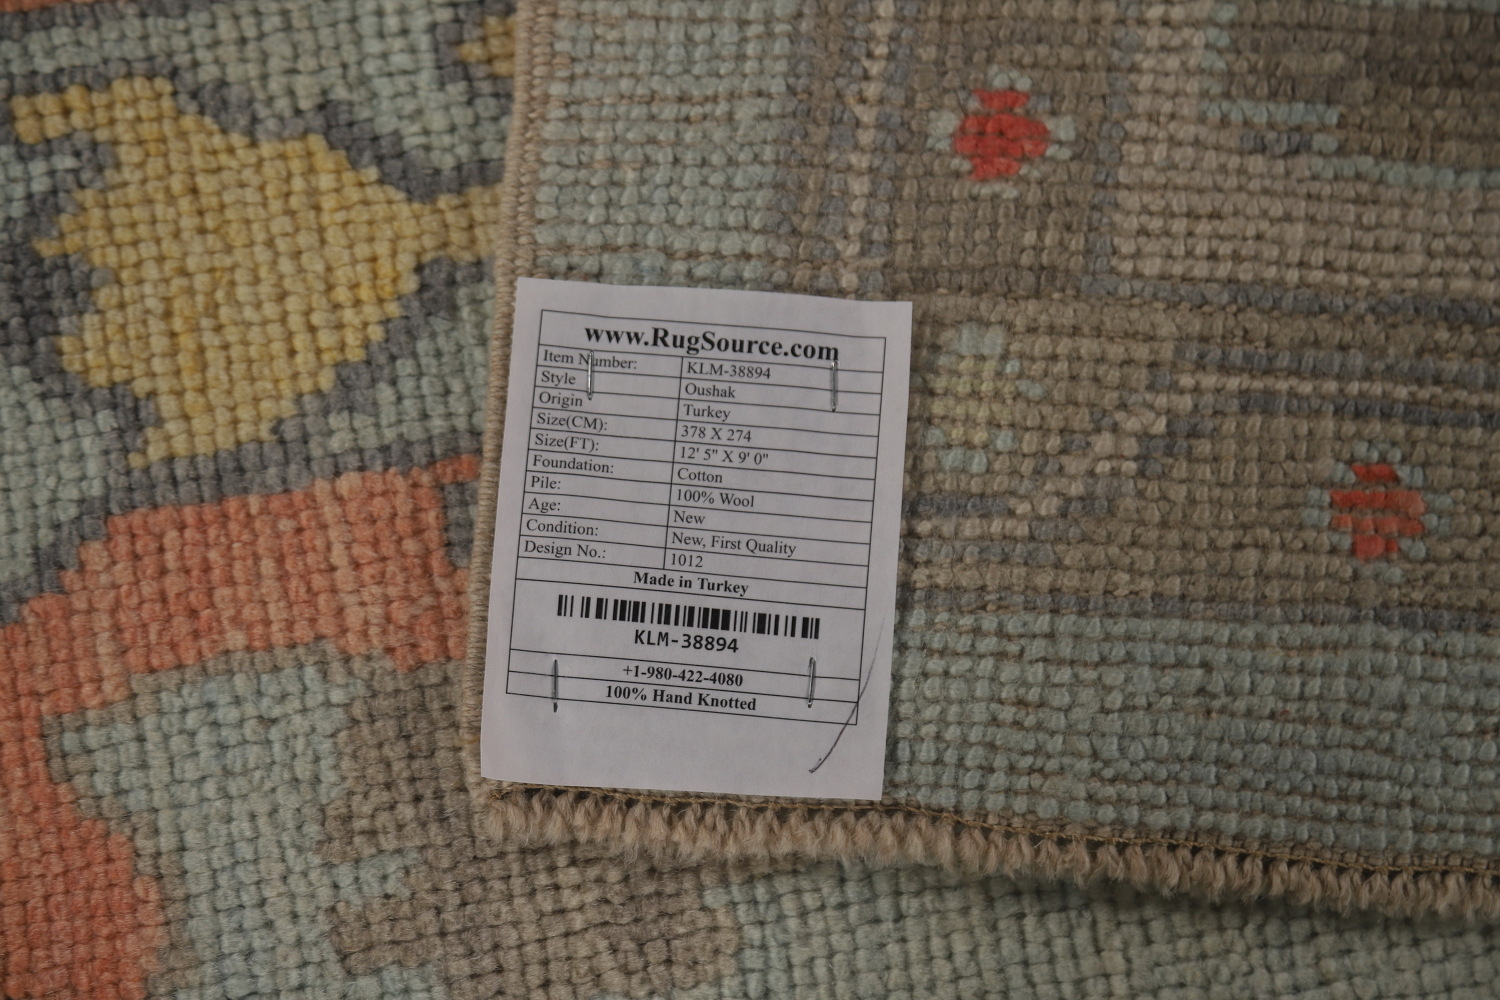 www.RugSource.com
Item Number: KLM-38894
Style Oushak
Origin Turkey
Size(CM): 378 X 274
Size(FT): 12' 5" X 9' 0"
Foundation: Cotton
Pile: 100% Wool
Age: New
Condition: New, First Quality
Design No.: 1012
Made in Turkey
KLM-38894
+1-980-422-4080
100% Hand Knotted